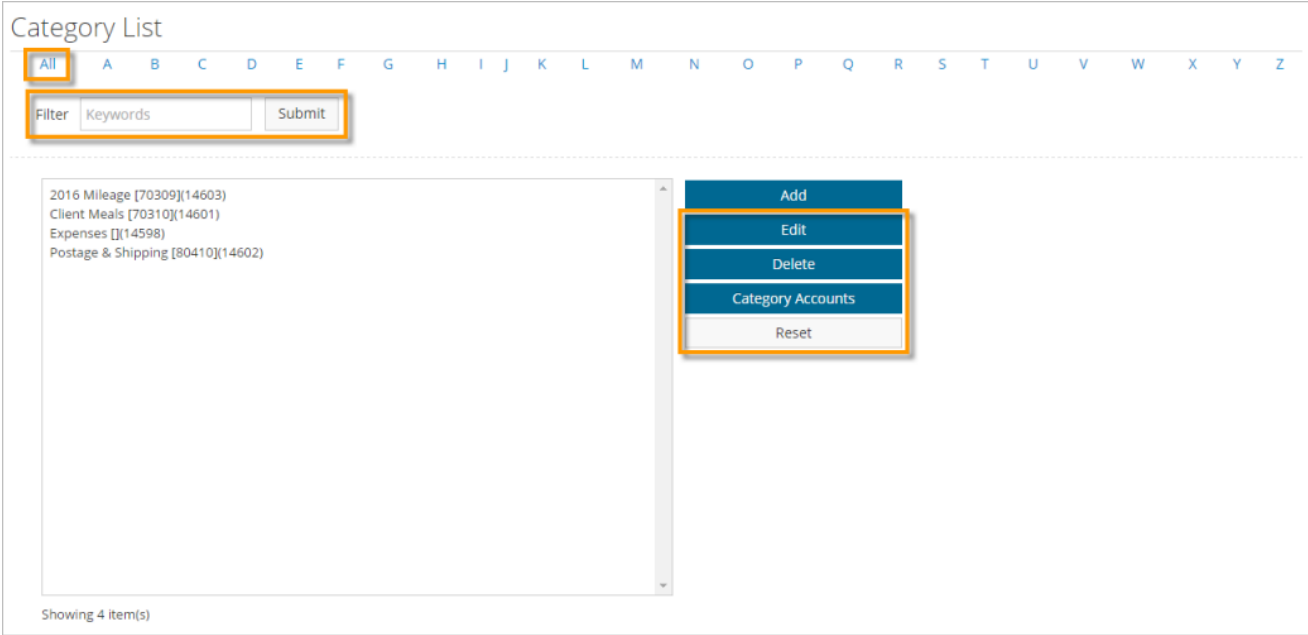 Category List
All A B C D E F G H I J K L M N O P Q R S T U V W X Y Z
Filter Keywords Submit
2016 Mileage [70309](14603)
Client Meals [70310](14601)
Expenses [](14598)
Postage & Shipping [80410](14602)
Add
Edit
Delete
Category Accounts
Reset
Showing 4 item(s)